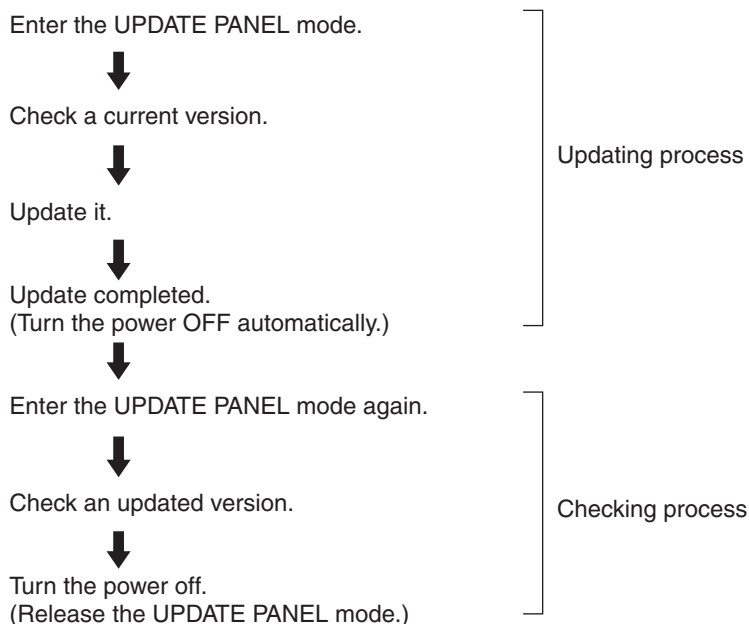 Enter the UPDATE PANEL mode.
Check a current version.
Updating process
Update it.
Update completed.
(Turn the power OFF automatically.)
Enter the UPDATE PANEL mode again.
Check an updated version.
Checking process
Turn the power off.
(Release the UPDATE PANEL mode.)